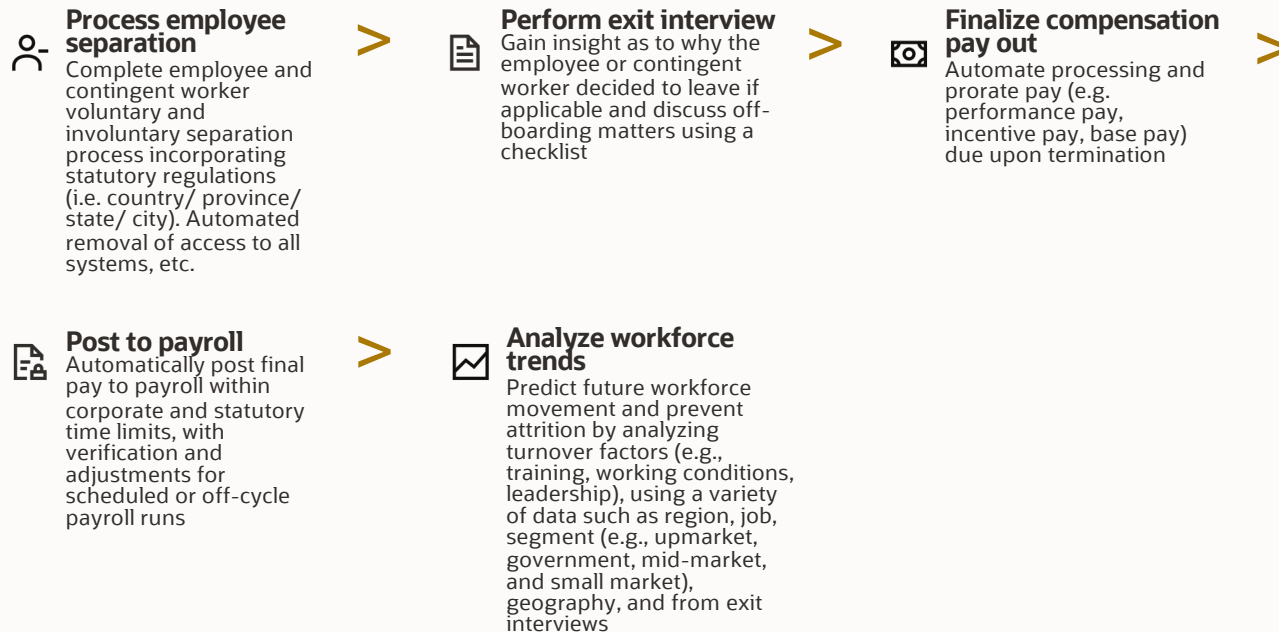 Process employee
separation
Complete employee and
contingent worker
voluntary and
involuntary separation
process incorporating
statutory regulations
(i.e. country/ province/
state/ city). Automated
removal of access to all
systems, etc.
>
Perform exit interview
Gain insight as to why the
employee or contingent
worker decided to leave if
applicable and discuss off-
boarding matters using a
checklist
>
Finalize compensation
pay out
Automate processing and
prorate pay (e.g.
performance pay,
incentive pay, base pay)
due upon termination
>
Post to payroll
Automatically post final
pay to payroll within
corporate and statutory
time limits, with
verification and
adjustments for
scheduled or off-cycle
payroll runs
>
Analyze workforce
trends
Predict future workforce
movement and prevent
attrition by analyzing
turnover factors (e.g.,
training, working conditions,
leadership), using a variety
of data such as region, job,
segment (e.g., upmarket,
government, mid-market,
and small market),
geography, and from exit
interviews